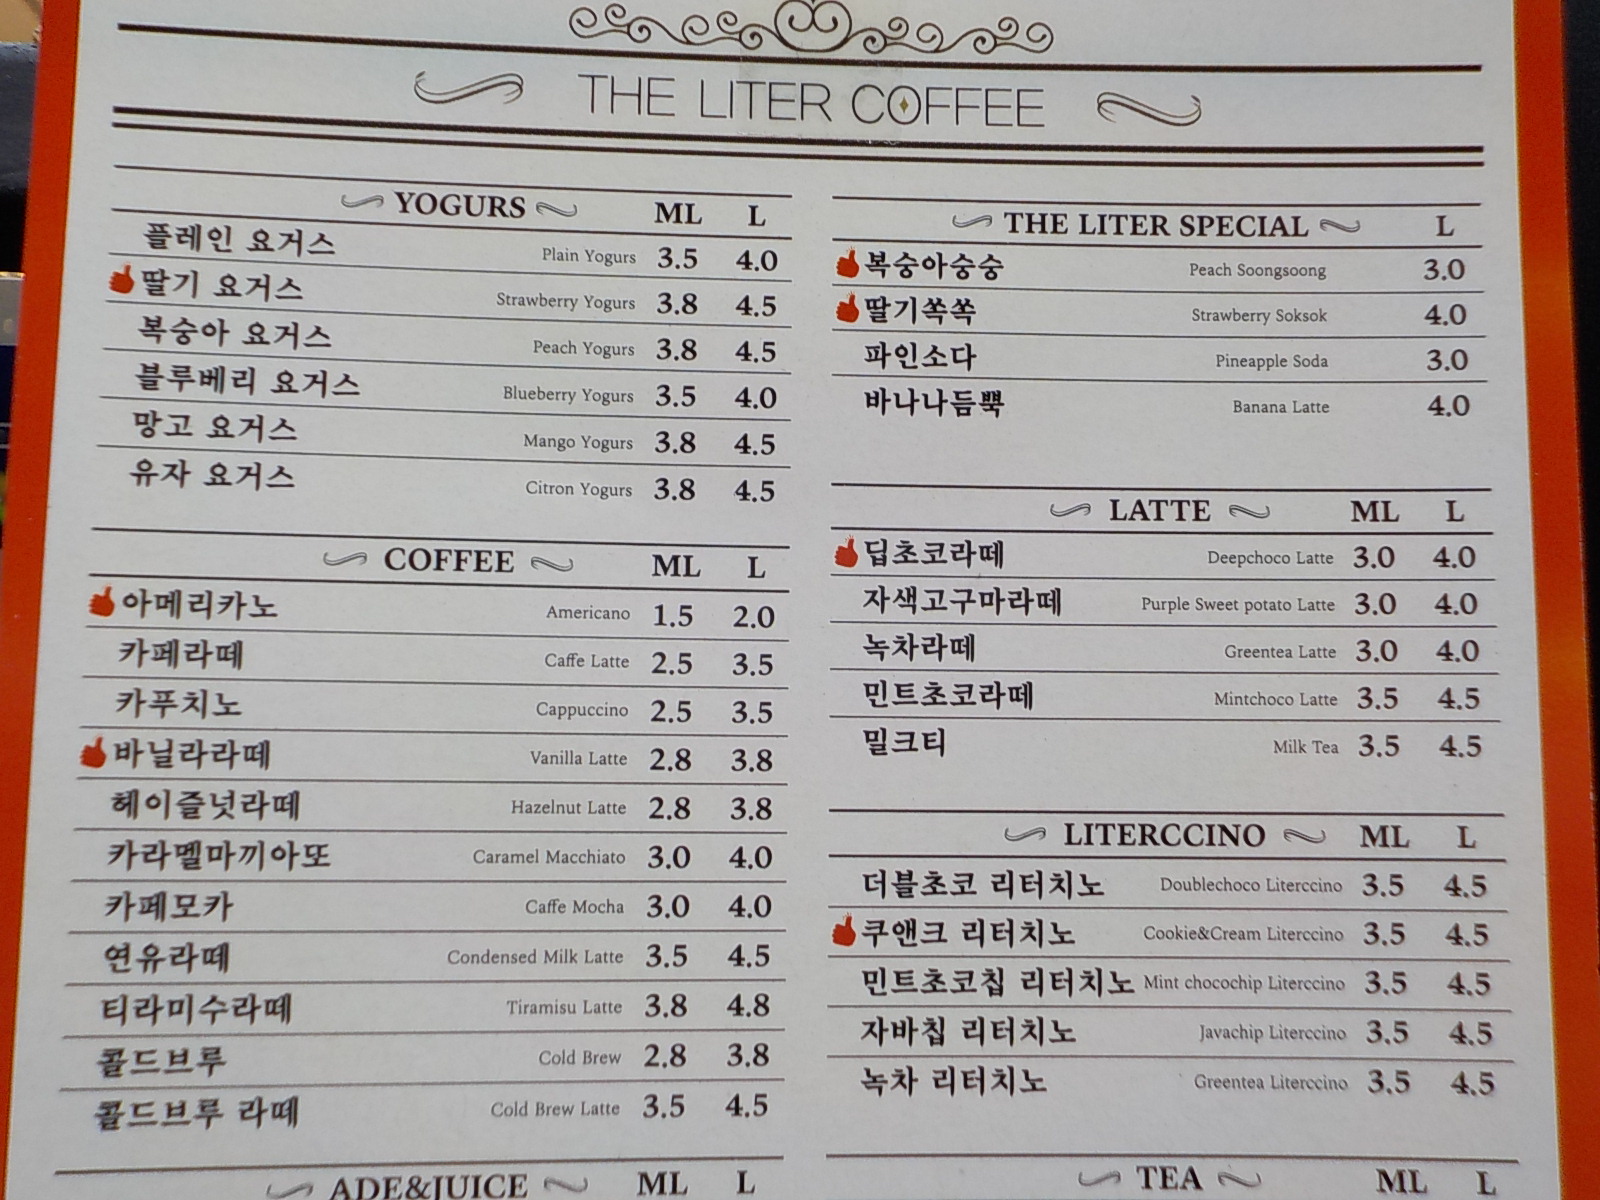 THE LITER COFFEE
YOGURS ML L
플레인 요거스 Plain Yogurs 3.5 4.0
딸기 요거스 Strawberry Yogurs 3.8 4.5
복숭아 요거스 Peach Yogurs 3.8 4.5
블루베리 요거스 Blueberry Yogurs 3.5 4.0
망고 요거스 Mango Yogurs 3.8 4.5
유자 요거스 Citron Yogurs 3.8 4.5
COFFEE ML L
아메리카노 Americano 1.5 2.0
카페라떼 Caffe Latte 2.5 3.5
카푸치노 Cappuccino 2.5 3.5
바닐라라떼 Vanilla Latte 2.8 3.8
헤이즐넛라떼 Hazelnut Latte 2.8 3.8
카라멜마끼아또 Caramel Macchiato 3.0 4.0
카페모카 Caffe Mocha 3.0 4.0
연유라떼 Condensed Milk Latte 3.5 4.5
티라미수라떼 Tiramisu Latte 3.8 4.8
콜드브루 Cold Brew 2.8 3.8
콜드브루 라떼 Cold Brew Latte 3.5 4.5
ADE&JUICE ML L
THE LITER SPECIAL L
복숭아숭숭 Peach Soongsoong 3.0
딸기쏙쏙 Strawberry Soksok 4.0
파인소다 Pineapple Soda 3.0
바나나듬뿍 Banana Latte 4.0
LATTE ML L
딥초코라떼 Deepchoco Latte 3.0 4.0
자색고구마라떼 Purple Sweet potato Latte 3.0 4.0
녹차라떼 Greentea Latte 3.0 4.0
민트초코라떼 Mintchoco Latte 3.5 4.5
밀크티 Milk Tea 3.5 4.5
LITERCCINO ML L
더블초코 리터치노 Doublechoco Literccino 3.5 4.5
쿠앤크 리터치노 Cookie&Cream Literccino 3.5 4.5
민트초코칩 리터치노 Mint chocochip Literccino 3.5 4.5
자바칩 리터치노 Javachip Literccino 3.5 4.5
녹차 리터치노 Greentea Literccino 3.5 4.5
TEA ML L